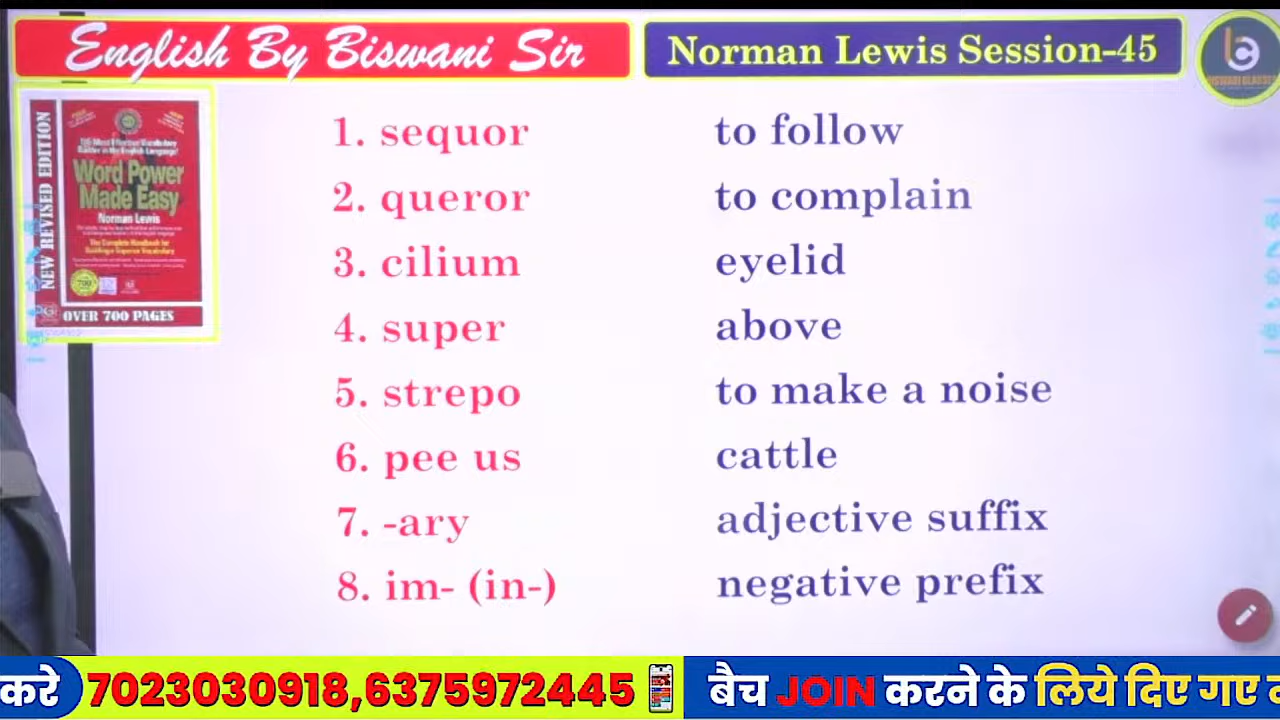 English By Biswani Sir
Norman Lewis Session-45
NEW REVISED EDITION
Word Power
Made Easy
Norman Lewis
OVER 700 PAGES
1. sequor to follow
2. queror to complain
3. cilium eyelid
4. super above
5. strepo to make a noise
6. pee us cattle
7. -ary adjective suffix
8. im- (in-) negative prefix
करे 7023030918,6375972445 बैच JOIN करने के लिये दिए गए